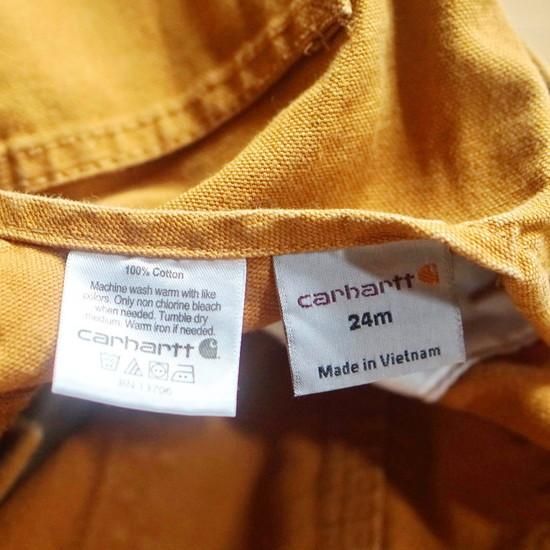 100% Cotton
Machine wash warm with like
colors. Only non chlorine bleach
when needed. Tumble dry
medium. Warm iron if needed.
carhartt
carhartt
24m
Made in Vietnam